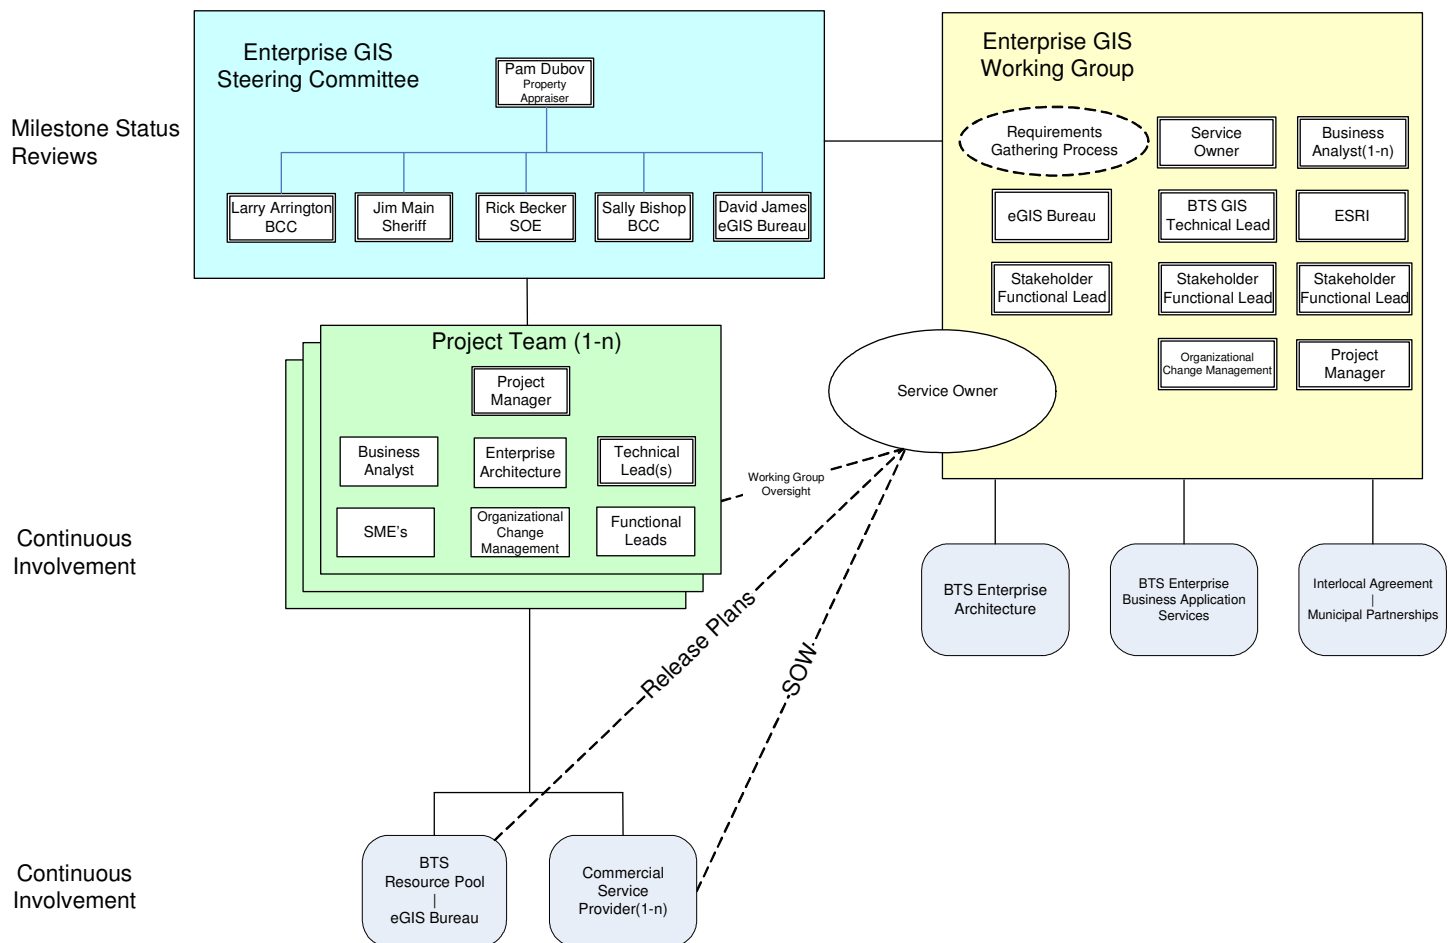 Enterprise GIS
Steering Committee
Pam Dubov
Property
Appraiser
Larry Arrington
BCC
Jim Main
Sheriff
Rick Becker
SOE
Sally Bishop
BCC
David James
eGIS Bureau
Milestone Status
Reviews
Enterprise GIS
Working Group
Requirements
Gathering Process
Service
Owner
Business
Analyst(1-n)
eGIS Bureau
BTS GIS
Technical Lead
ESRI
Stakeholder
Functional Lead
Stakeholder
Functional Lead
Stakeholder
Functional Lead
Organizational
Change Management
Project
Manager
Service Owner
Project Team (1-n)
Project
Manager
Business
Analyst
Enterprise
Architecture
Technical
Lead(s)
SME's
Organizational
Change
Management
Functional
Leads
Working Group
Oversight
Continuous
Involvement
BTS Enterprise
Architecture
BTS Enterprise
Business Application
Services
Interlocal Agreement
|
Municipal Partnerships
Release Plans
SOW
Continuous
Involvement
BTS
Resource Pool
|
eGIS Bureau
Commercial
Service
Provider(1-n)